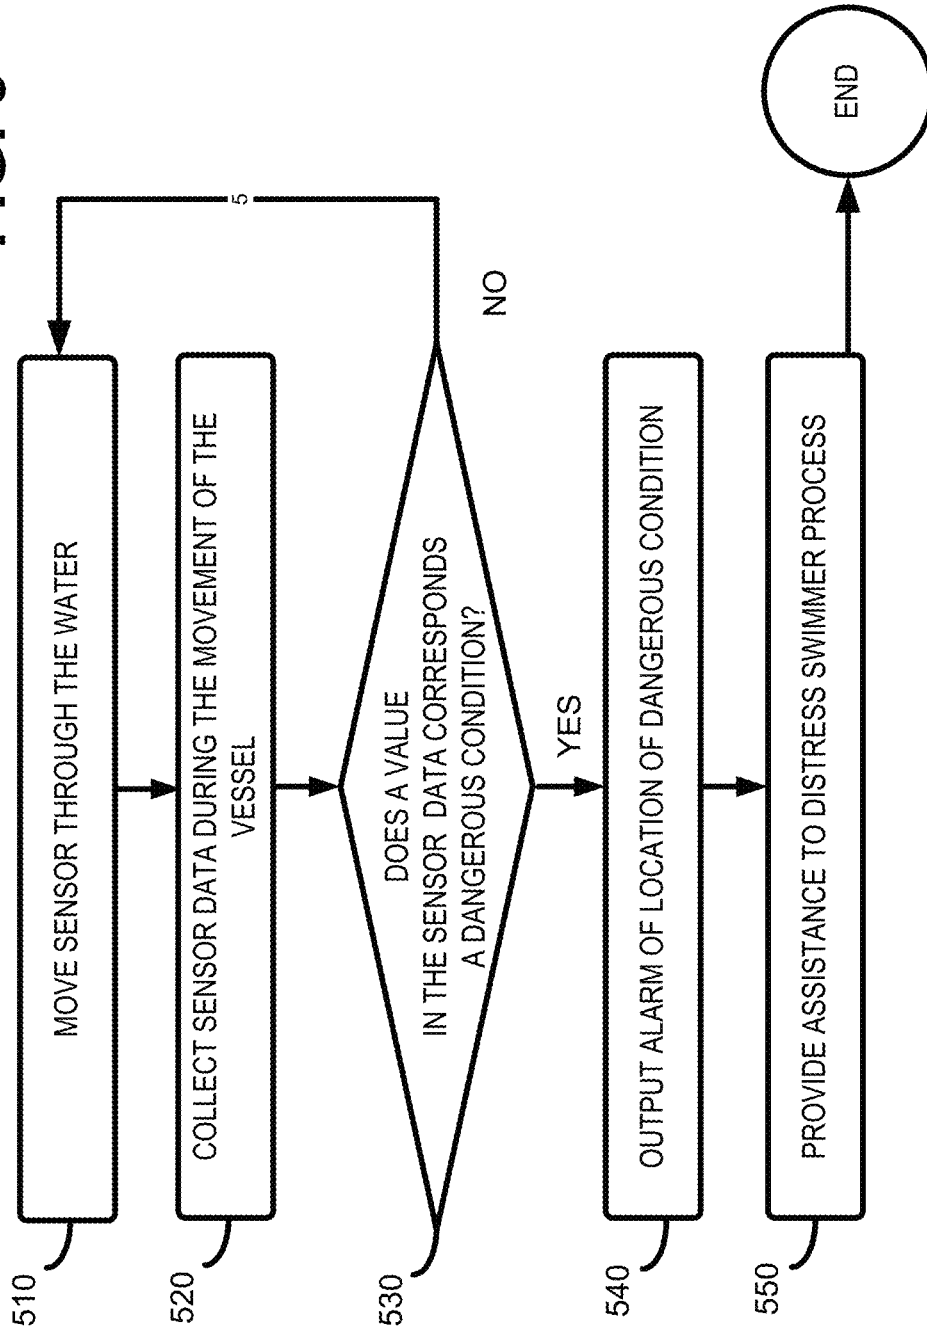 510
MOVE SENSOR THROUGH THE WATER
520
COLLECT SENSOR DATA DURING THE MOVEMENT OF THE
VESSEL
530
DOES A VALUE
IN THE SENSOR DATA CORRESPONDS
A DANGEROUS CONDITION?
5
NO
YES
540
OUTPUT ALARM OF LOCATION OF DANGEROUS CONDITION
550
PROVIDE ASSISTANCE TO DISTRESS SWIMMER PROCESS
END